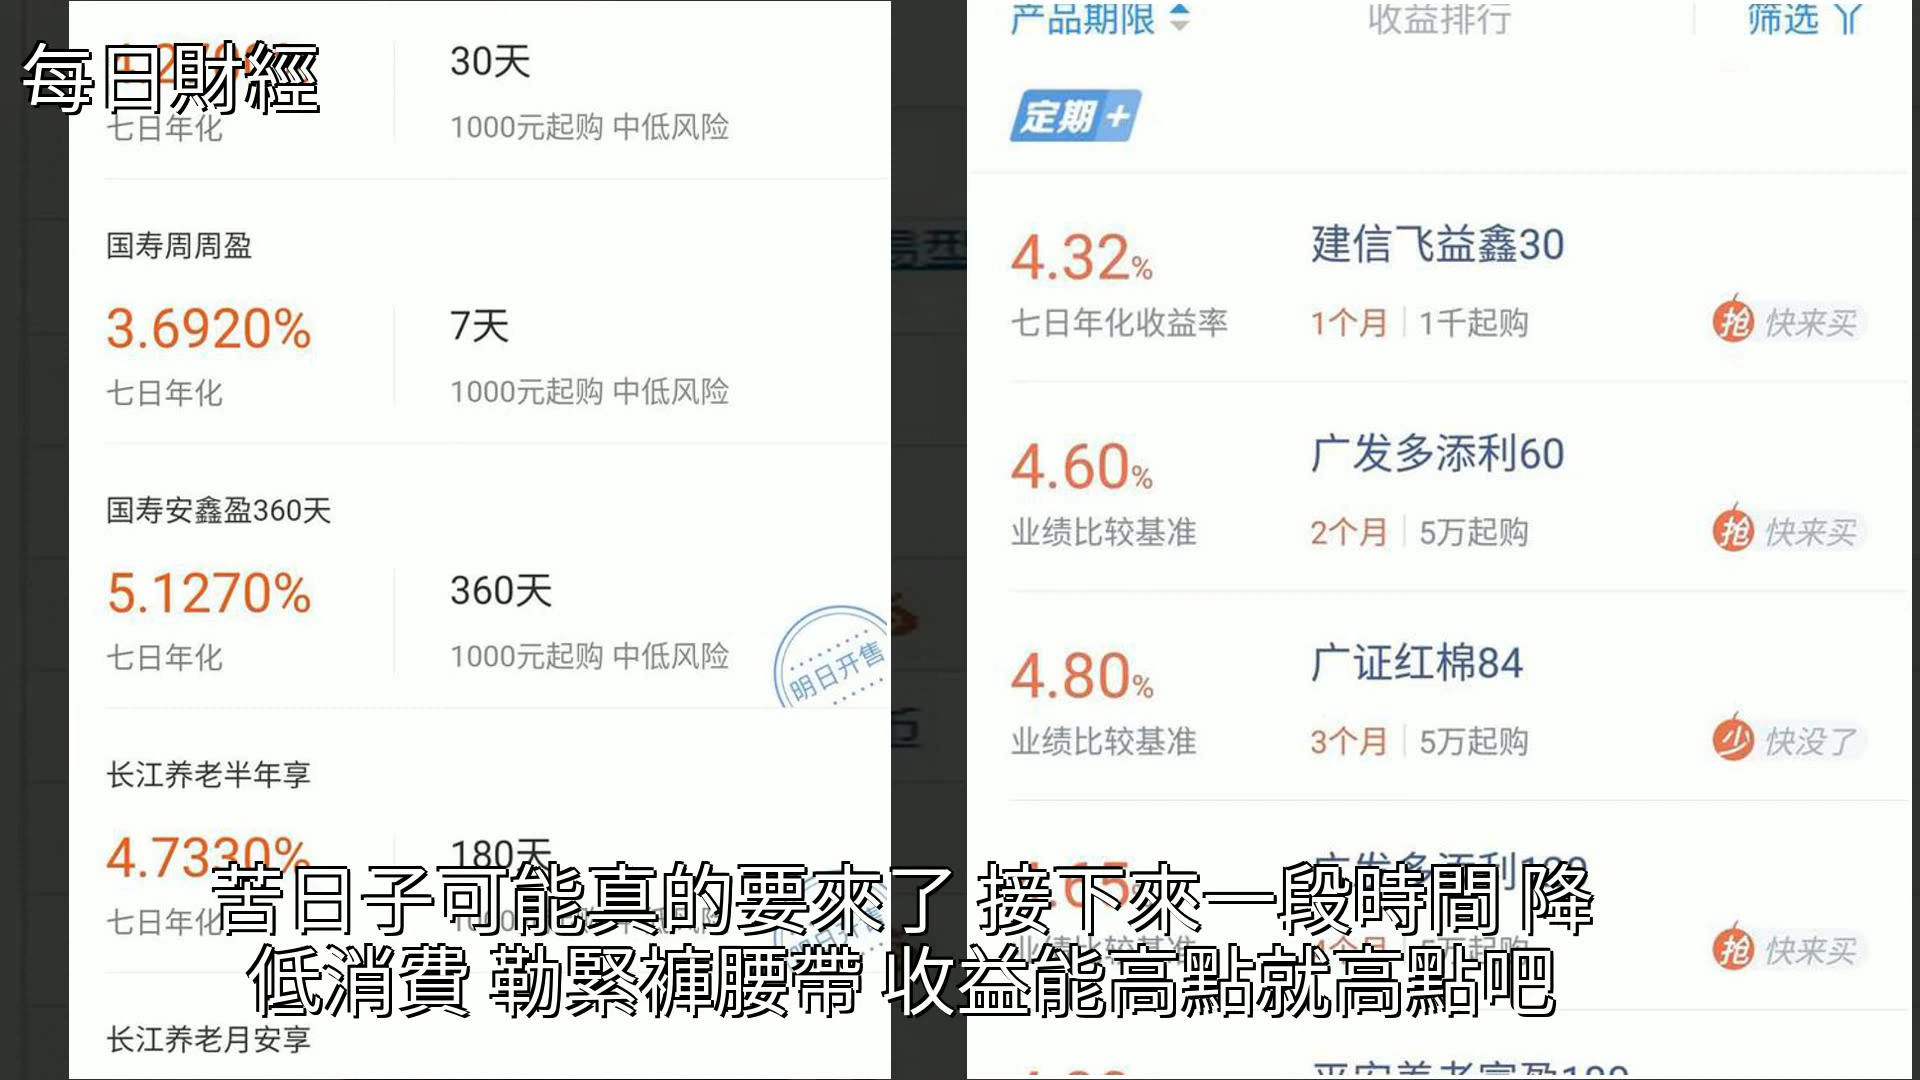 每日財經
30天
七日年化
1000元起购 中低风险
国寿周周盈
3.6920%
7天
七日年化
1000元起购 中低风险
国寿安鑫盈360天
5.1270%
360天
七日年化
1000元起购 中低风险
明日开售
长江养老半年享
4.7330%
180天
七日年化
长江养老月安享
产品期限
收益排行
筛选
定期+
4.32%
建信飞益鑫30
七日年化收益率
1个月
1千起购
抢 快来买
4.60%
广发多添利60
业绩比较基准
2个月
5万起购
抢 快来买
4.80%
广证红棉84
业绩比较基准
3个月
5万起购
少 快没了
抢 快来买
苦日子可能真的要來了 接下來一段時間 降
低消費 勒緊褲腰帶 收益能高點就高點吧